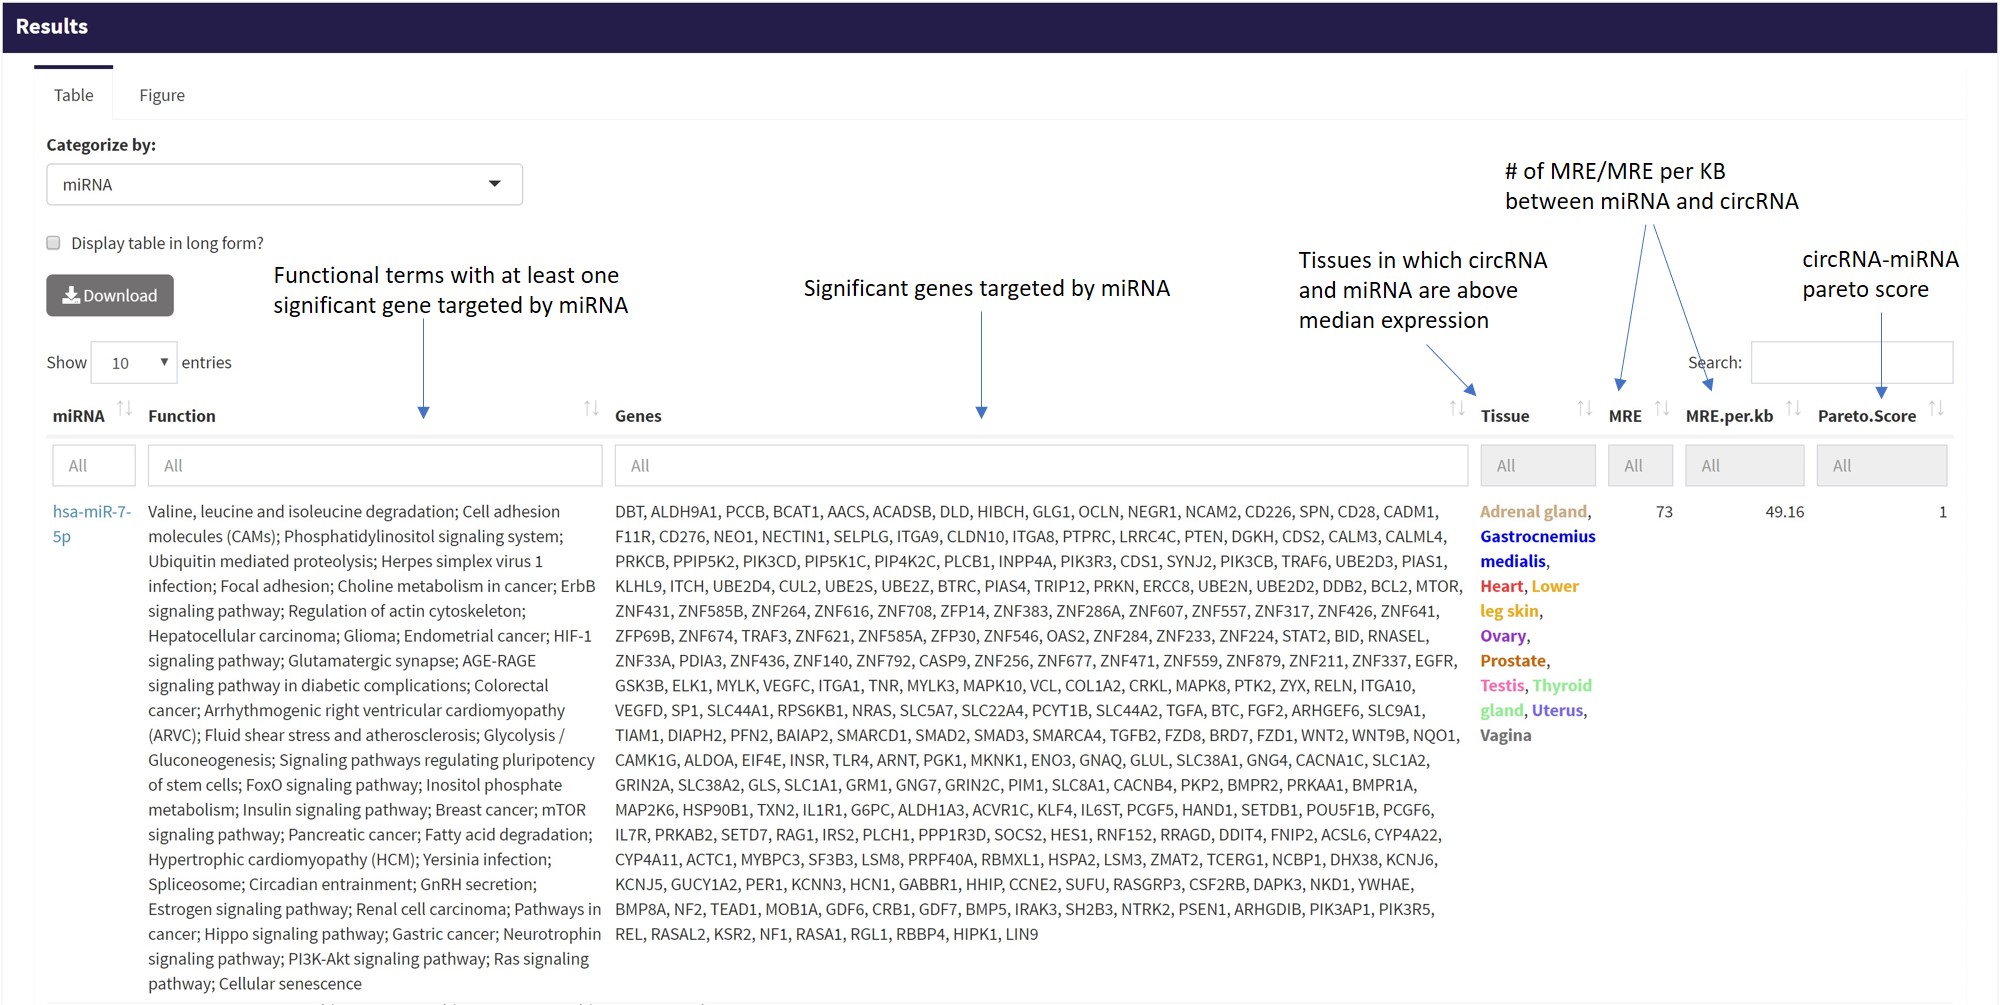 Results
Table
Figure
Categorize by:
miRNA
Display table in long form?
Download
Functional terms with at least one
significant gene targeted by miRNA
Significant genes targeted by miRNA
Tissues in which circRNA
and miRNA are above
median expression
# of MRE/MRE per KB
between miRNA and circRNA
circRNA-miRNA
pareto score
Show 10 entries
Search:
miRNA Function Genes Tissue MRE MRE.per.kb Pareto.Score
All All All All All All All
hsa-miR-7-
5p
Valine, leucine and isoleucine degradation; Cell adhesion
molecules (CAMs); Phosphatidylinositol signaling system;
Ubiquitin mediated proteolysis; Herpes simplex virus 1
infection; Focal adhesion; Choline metabolism in cancer; ErbB
signaling pathway; Regulation of actin cytoskeleton;
Hepatocellular carcinoma; Glioma; Endometrial cancer; HIF-1
signaling pathway; Glutamatergic synapse; AGE-RAGE
signaling pathway in diabetic complications; Colorectal
cancer; Arrhythmogenic right ventricular cardiomyopathy
(ARVC); Fluid shear stress and atherosclerosis; Glycolysis /
Gluconeogenesis; Signaling pathways regulating pluripotency
of stem cells; FoxO signaling pathway; Inositol phosphate
metabolism; Insulin signaling pathway; Breast cancer; mTOR
signaling pathway; Pancreatic cancer; Fatty acid degradation;
Hypertrophic cardiomyopathy (HCM); Yersinia infection;
Spliceosome; Circadian entrainment; GnRH secretion;
Estrogen signaling pathway; Renal cell carcinoma; Pathways in
cancer; Hippo signaling pathway; Gastric cancer; Neurotrophin
signaling pathway; PI3K-Akt signaling pathway; Ras signaling
pathway; Cellular senescence
DBT, ALDH9A1, PCCB, BCAT1, AACS, ACADSB, DLD, HIBCH, GLG1, OCLN, NEGR1, NCAM2, CD226, SPN, CD28, CADM1,
F11R, CD276, NEO1, NECTIN1, SELPLG, ITGA9, CLDN10, ITGA8, PTPRC, LRRC4C, PTEN, DGKH, CDS2, CALM3, CALML4,
PRKCB, PPIP5K2, PIK3CD, PIP5K1C, PIP4K2C, PLCB1, INPP4A, PIK3R3, CDS1, SYNJ2, PIK3CB, TRAF6, UBE2D3, PIAS1,
KLHL9, ITCH, UBE2D4, CUL2, UBE2S, UBE2Z, BTRC, PIAS4, TRIP12, PRKN, ERCC8, UBE2N, UBE2D2, DDB2, BCL2, MTOR,
ZNF431, ZNF585B, ZNF264, ZNF616, ZNF708, ZFP14, ZNF383, ZNF286A, ZNF607, ZNF557, ZNF317, ZNF426, ZNF641,
ZFP69B, ZNF674, TRAF3, ZNF621, ZNF585A, ZFP30, ZNF546, OAS2, ZNF284, ZNF233, ZNF224, STAT2, BID, RNASEL,
ZNF33A, PDIA3, ZNF436, ZNF140, ZNF792, CASP9, ZNF256, ZNF677, ZNF471, ZNF559, ZNF879, ZNF211, ZNF337, EGFR,
GSK3B, ELK1, MYLK, VEGFC, ITGA1, TNR, MYLK3, MAPK10, VCL, COL1A2, CRKL, MAPK8, PTK2, ZYX, RELN, ITGA10,
VEGFD, SP1, SLC44A1, RPS6KB1, NRAS, SLC5A7, SLC22A4, PCYT1B, SLC44A2, TGFA, BTC, FGF2, ARHGEF6, SLC9A1,
TIAM1, DIAPH2, PFN2, BAIAP2, SMARCD1, SMAD2, SMAD3, SMARCA4, TGFB2, FZD8, BRD7, FZD1, WNT2, WNT9B, NQO1,
CAMK1G, ALDOA, EIF4E, INSR, TLR4, ARNT, PGK1, MKNK1, ENO3, GNAQ, GLUL, SLC38A1, GNG4, CACNA1C, SLC1A2,
GRIN2A, SLC38A2, GLS, SLC1A1, GRM1, GNG7, GRIN2C, PIM1, SLC8A1, CACNB4, PKP2, BMPR2, PRKAA1, BMPR1A,
MAP2K6, HSP90B1, TXN2, IL1R1, G6PC, ALDH1A3, ACVR1C, KLF4, IL6ST, PCGF5, HAND1, SETDB1, POU5F1B, PCGF6,
IL7R, PRKAB2, SETD7, RAG1, IRS2, PLCH1, PPP1R3D, SOCS2, HES1, RNF152, RRAGD, DDIT4, FNIP2, ACSL6, CYP4A22,
CYP4A11, ACTC1, MYBPC3, SF3B3, LSM8, PRPF40A, RBMXL1, HSPA2, LSM3, ZMAT2, TCERG1, NCBP1, DHX38, KCNJ6,
KCNJ5, GUCY1A2, PER1, KCNN3, HCN1, GABBR1, HHIP, CCNE2, SUFU, RASGRP3, CSF2RB, DAPK3, NKD1, YWHAE,
BMP8A, NF2, TEAD1, MOB1A, GDF6, CRB1, GDF7, BMP5, IRAK3, SH2B3, NTRK2, PSEN1, ARHGDIB, PIK3AP1, PIK3R5,
REL, RASAL2, KSR2, NF1, RASA1, RGL1, RBBP4, HIPK1, LIN9
Adrenal gland,
Gastrocnemius
medialis,
Heart, Lower
leg skin,
Ovary,
Prostate,
Testis, Thyroid
gland, Uterus,
Vagina
73
49.16
1